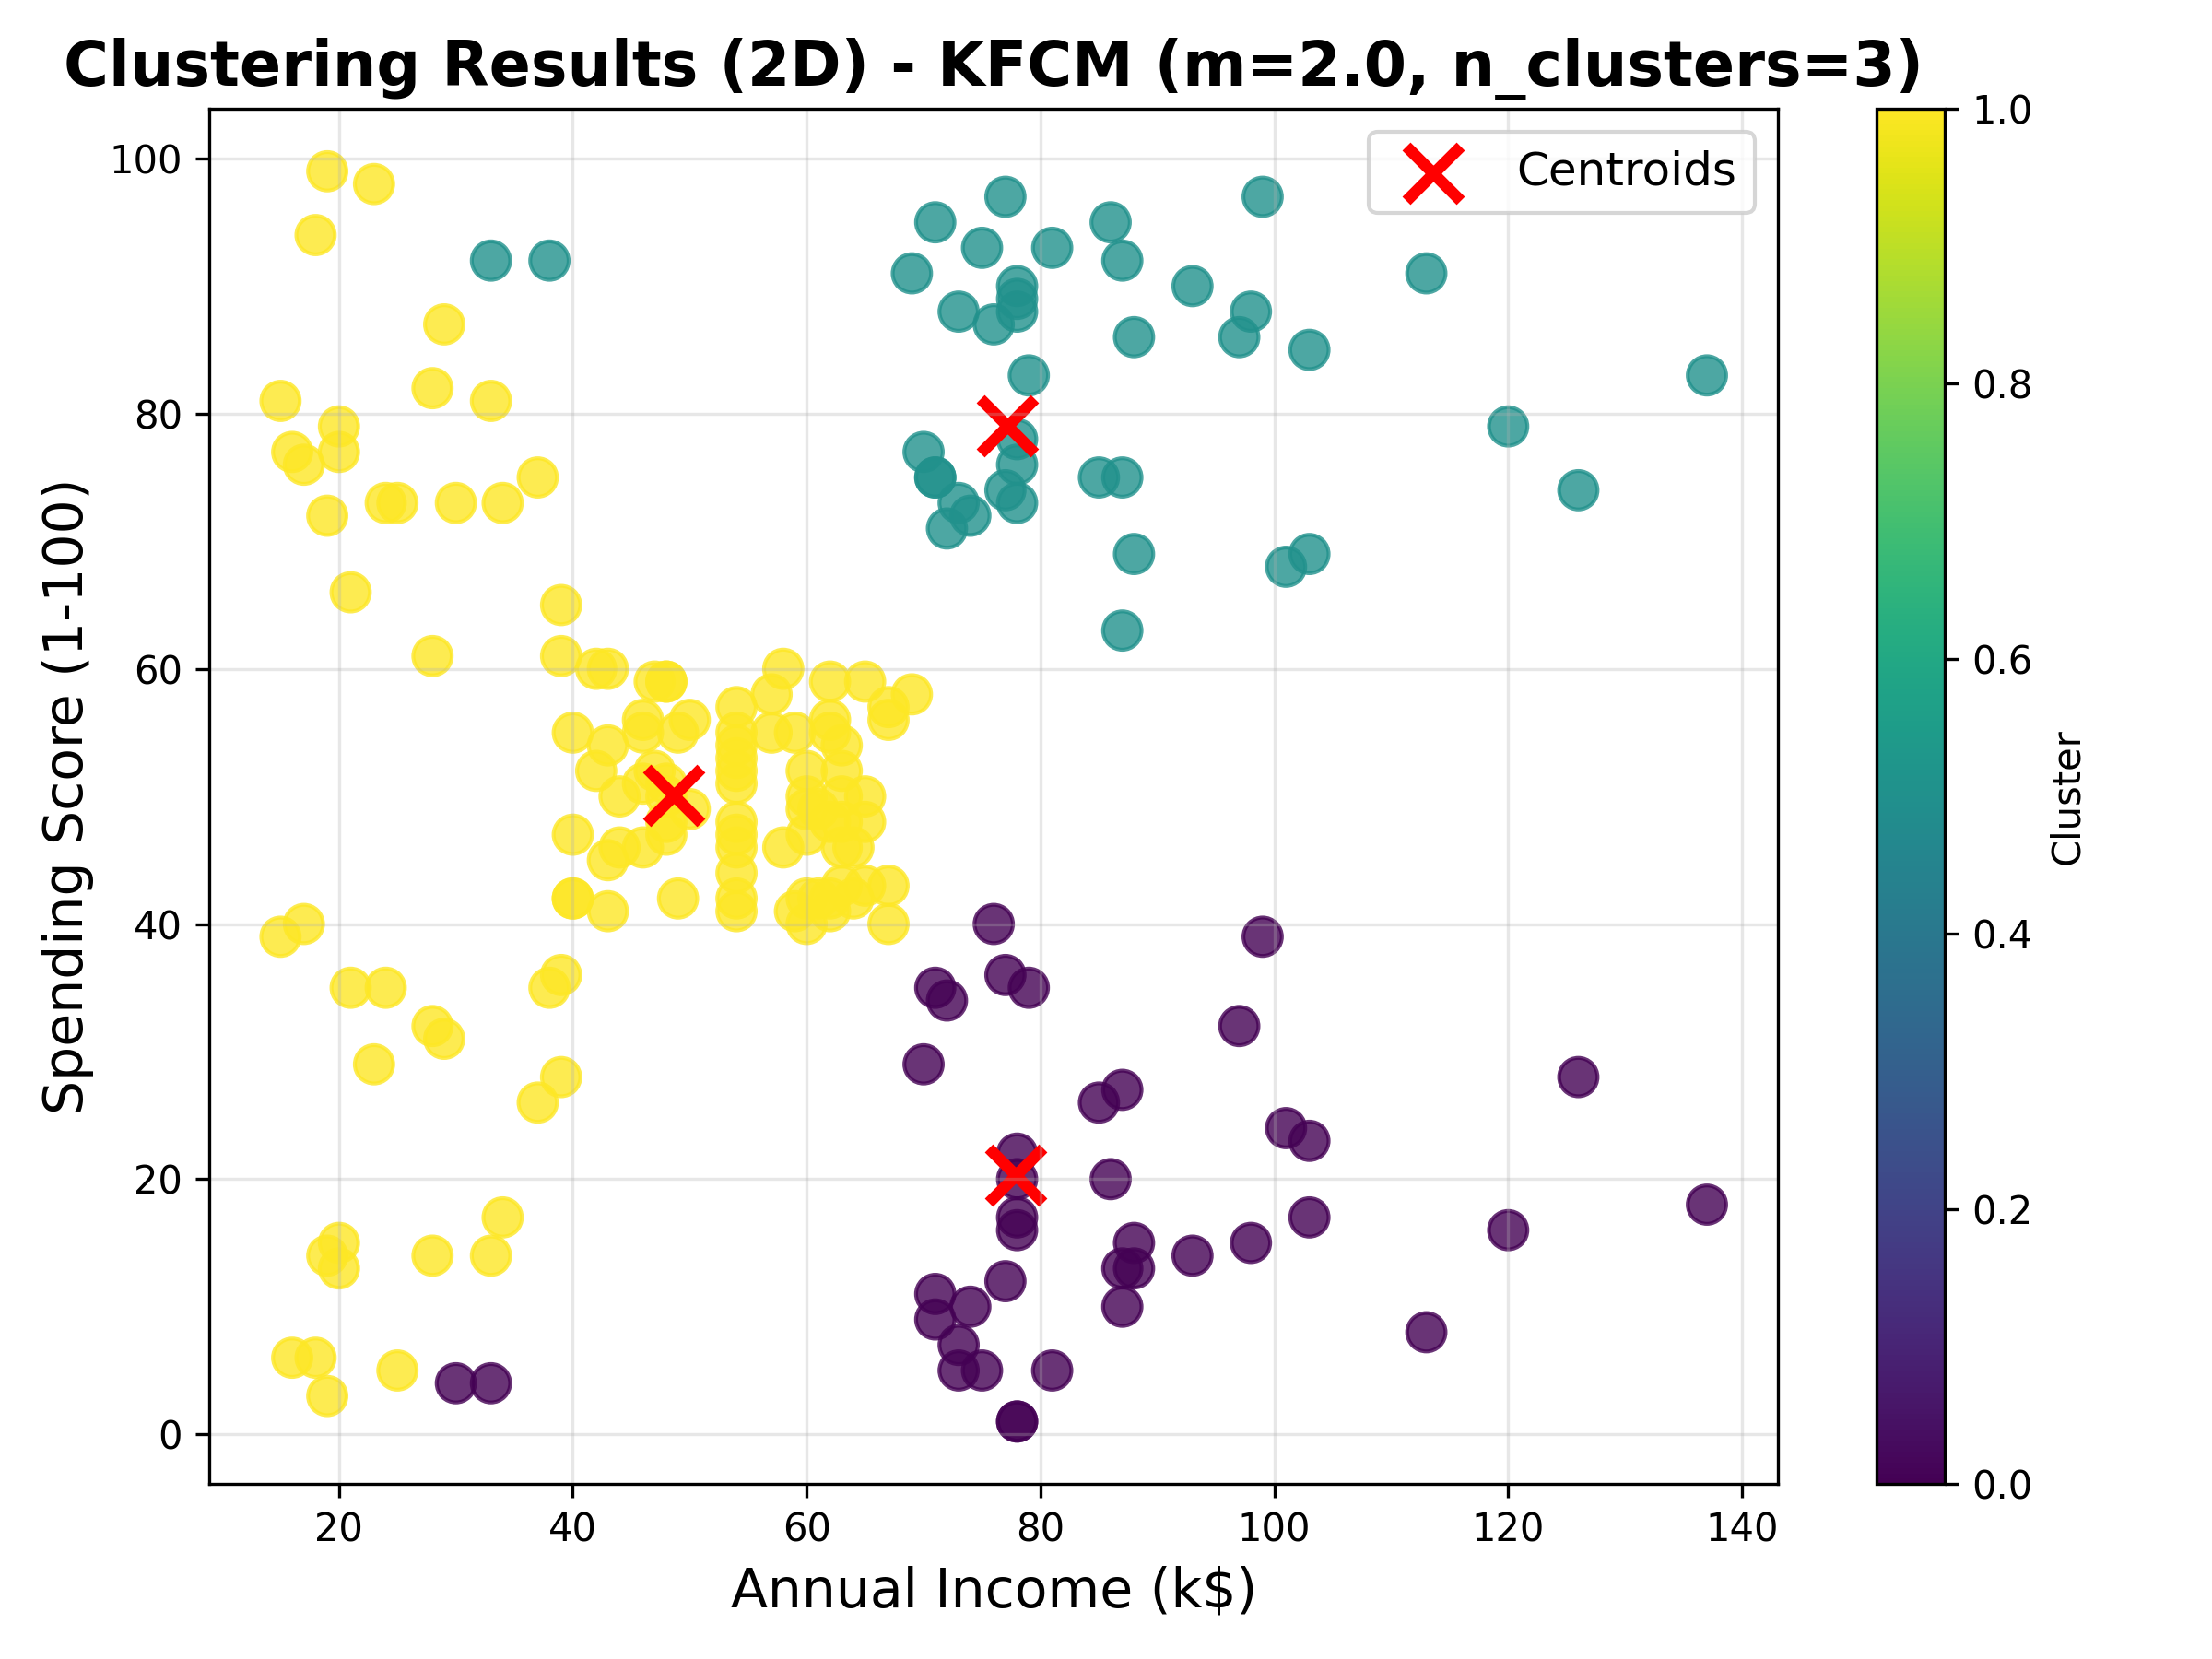 Clustering Results (2D) - KFCM (m=2.0, n_clusters=3)
Centroids
Spending Score (1-100)
100
80
60
40
20
0
20 40 60 80 100 120 140
Annual Income (k$)
1.0
0.8
0.6
0.4
0.2
0.0
Cluster